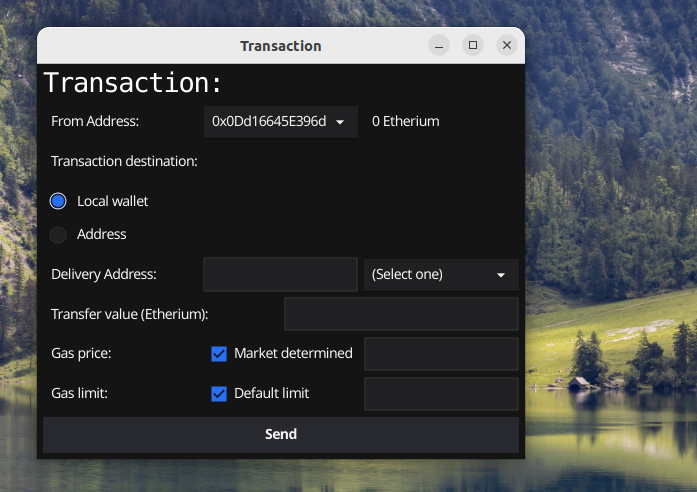 Transaction
Transaction:
From Address: 0x0Dd16645E396d 0 Etherium
Transaction destination:
Local wallet
Address
Delivery Address: (Select one)
Transfer value (Etherium):
Gas price: Market determined
Gas limit: Default limit
Send